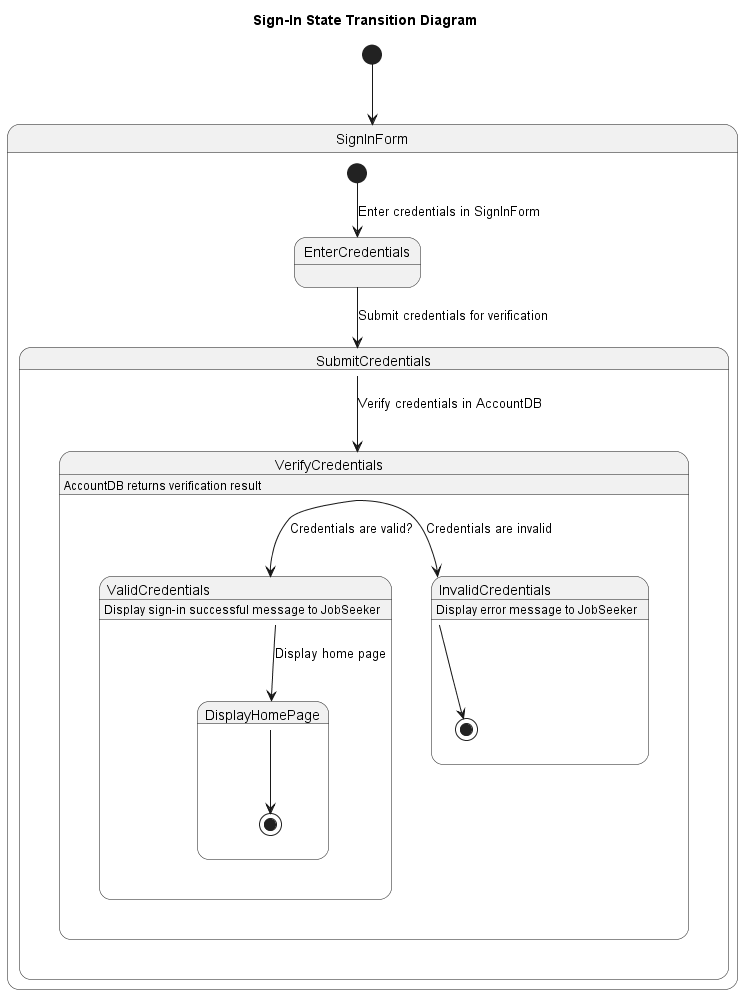 Sign-In State Transition Diagram
SignInForm
Enter credentials in SignInForm
EnterCredentials
Submit credentials for verification
SubmitCredentials
Verify credentials in AccountDB
VerifyCredentials
AccountDB returns verification result
Credentials are valid?
Credentials are invalid
ValidCredentials
Display sign-in successful message to JobSeeker
InvalidCredentials
Display error message to JobSeeker
Display home page
DisplayHomePage